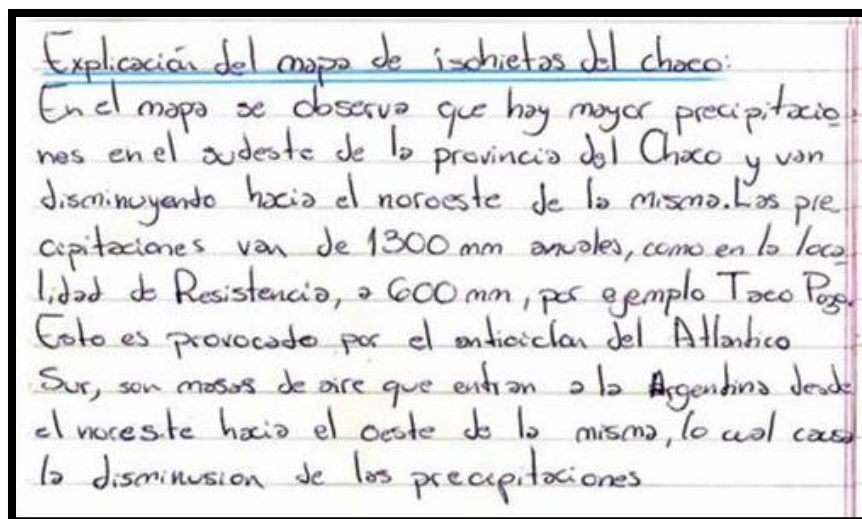 Explicación del mapa de isohietas del chaco:
En el mapa se observa que hay mayor precipitacio
nes en el sudeste de la provincia del Chaco y van
disminuyendo hacia el noroeste de la misma. Las pre
cipitaciones van de 1300 mm anuales, como en la loca
lidad de Resistencia, a 600 mm, por ejemplo Taco Pozo.
Esto es provocado por el anticiclon del Atlantico
Sur, son masas de aire que entran a la Argentina desde
el noreste hacia el oeste de la misma, lo cual causa
la disminusion de las precipitaciones